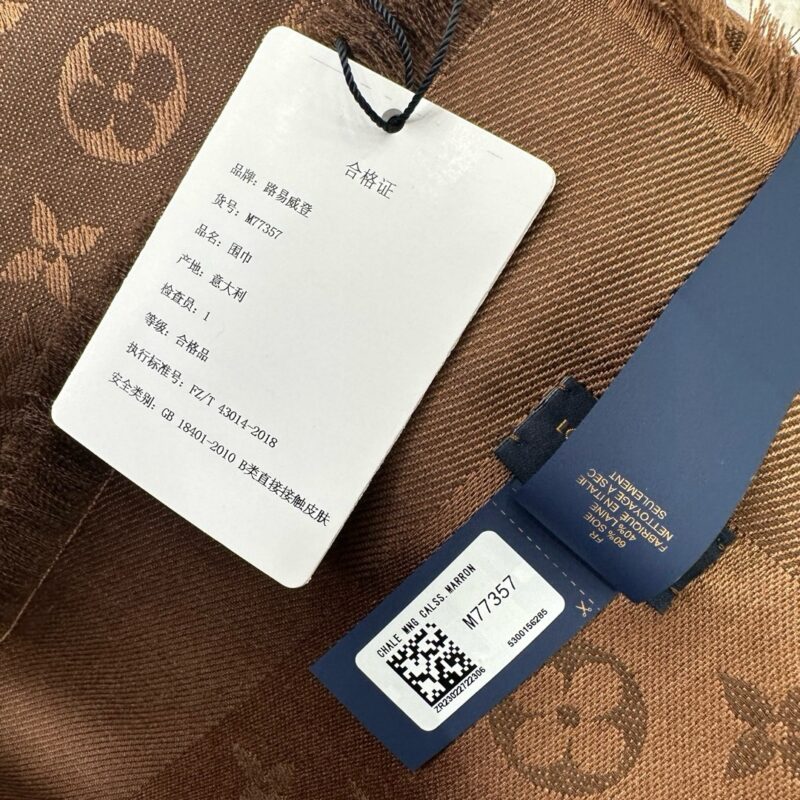 合格证
品牌：路易威登
货号：M77357
品名：围巾
产地：意大利
检查员：1
等级：合格品
执行标准号：FZ/T 43014-2018
安全类别：GB 18401-2010 B类直接接触皮肤
FR
60% SOIE
40% LAINE
FABRIQUE EN ITALIE
NETTOYAGE A SEC
SEULEMENT
CHALE MNG CALSS.MARRON
M77357
5300156285
ZR23022722306